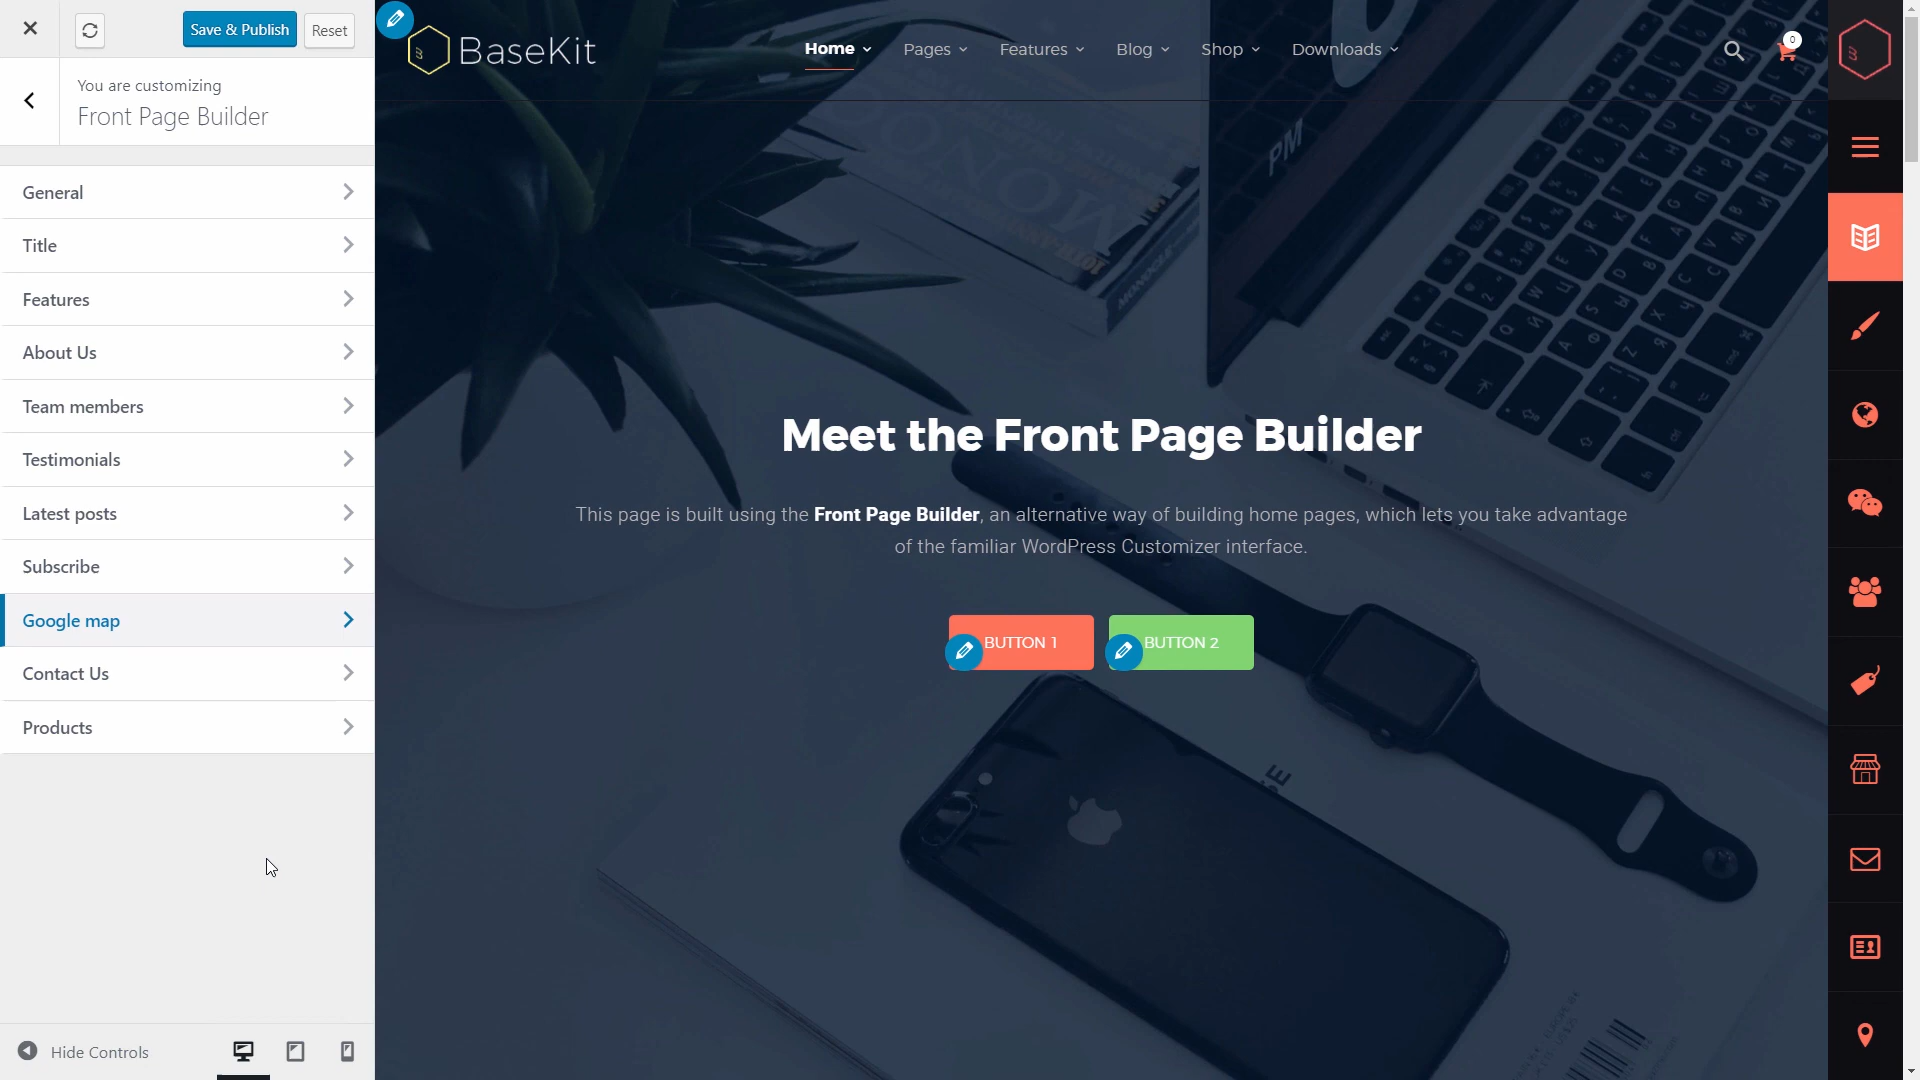 Save & Publish
Reset
You are customizing
Front Page Builder
General
Title
Features
About Us
Team members
Testimonials
Latest posts
Subscribe
Google map
Contact Us
Products
Hide Controls
BaseKit
Home
Pages
Features
Blog
Shop
Downloads
0
PM
Meet the Front Page Builder
This page is built using the Front Page Builder, an alternative way of building home pages, which lets you take advantage
of the familiar WordPress Customizer interface.
BUTTON 1
BUTTON 2